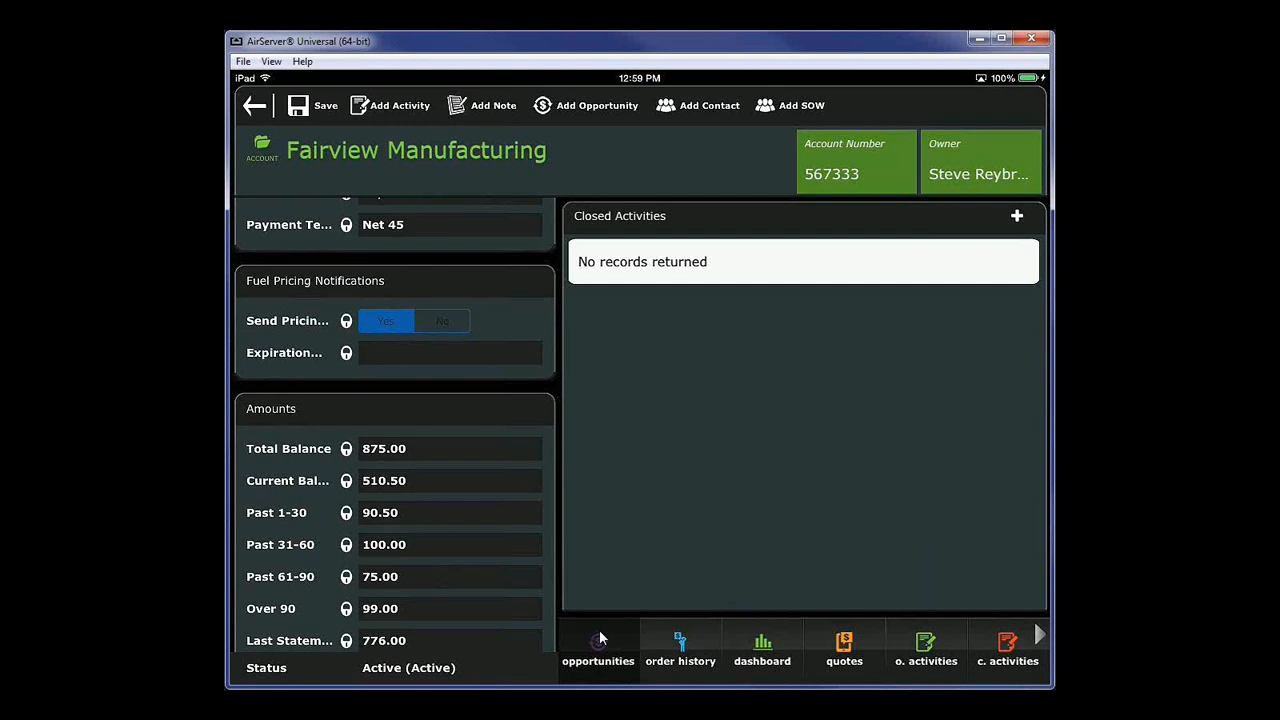 AirServer® Universal (64-bit)
File View Help
iPad 12:59 PM 100%
Save Add Activity Add Note Add Opportunity Add Contact Add SOW
ACCOUNT
Fairview Manufacturing
Account Number
567333
Owner
Steve Reybr...
Payment Te... Net 45
Fuel Pricing Notifications
Send Pricin... Yes No
Expiration...
Amounts
Total Balance 875.00
Current Bal... 510.50
Past 1-30 90.50
Past 31-60 100.00
Past 61-90 75.00
Over 90 99.00
Last Statem... 776.00
Status Active (Active)
Closed Activities
No records returned
opportunities order history dashboard quotes o. activities c. activities